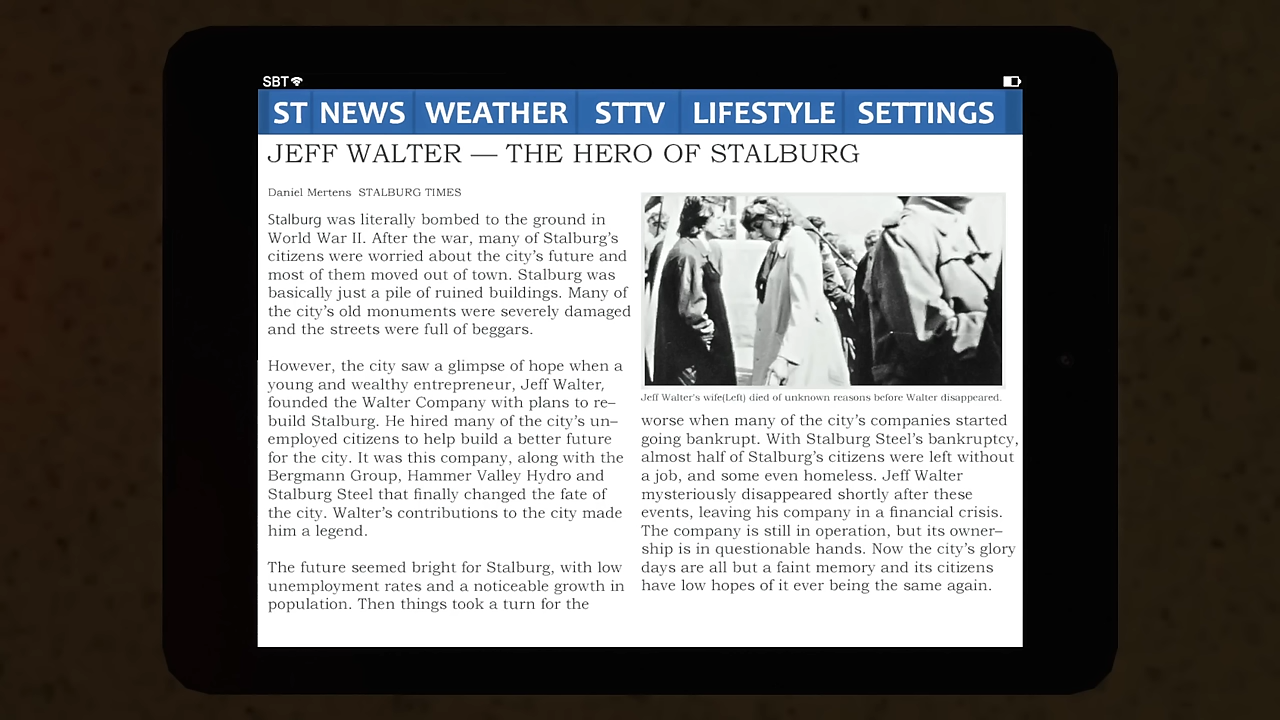 SBT
ST NEWS WEATHER STTV LIFESTYLE SETTINGS
JEFF WALTER — THE HERO OF STALBURG
Daniel Mertens STALBURG TIMES
Stalburg was literally bombed to the ground in
World War II. After the war, many of Stalburg's
citizens were worried about the city's future and
most of them moved out of town. Stalburg was
basically just a pile of ruined buildings. Many of
the city's old monuments were severely damaged
and the streets were full of beggars.
However, the city saw a glimpse of hope when a
young and wealthy entrepreneur, Jeff Walter,
founded the Walter Company with plans to re–
build Stalburg. He hired many of the city's un–
employed citizens to help build a better future
for the city. It was this company, along with the
Bergmann Group, Hammer Valley Hydro and
Stalburg Steel that finally changed the fate of
the city. Walter's contributions to the city made
him a legend.
The future seemed bright for Stalburg, with low
unemployment rates and a noticeable growth in
population. Then things took a turn for the
Jeff Walter's wife(Left) died of unknown reasons before Walter disappeared.
worse when many of the city's companies started
going bankrupt. With Stalburg Steel's bankruptcy,
almost half of Stalburg's citizens were left without
a job, and some even homeless. Jeff Walter
mysteriously disappeared shortly after these
events, leaving his company in a financial crisis.
The company is still in operation, but its owner–
ship is in questionable hands. Now the city's glory
days are all but a faint memory and its citizens
have low hopes of it ever being the same again.